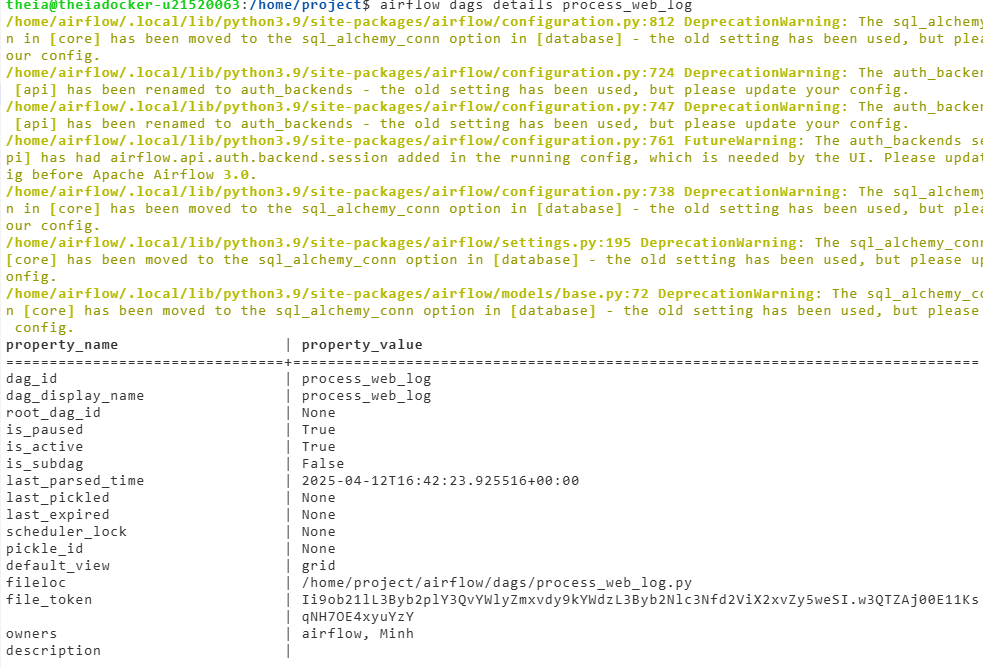 theia@theiadocker-u21520063:/home/project$ airflow dags details process_web_log
/home/airflow/.local/lib/python3.9/site-packages/airflow/configuration.py:812 DeprecationWarning: The sql_alchemy
n in [core] has been moved to the sql_alchemy_conn option in [database] - the old setting has been used, but plea
our config.
/home/airflow/.local/lib/python3.9/site-packages/airflow/configuration.py:724 DeprecationWarning: The auth_backen
[api] has been renamed to auth_backends - the old setting has been used, but please update your config.
/home/airflow/.local/lib/python3.9/site-packages/airflow/configuration.py:747 DeprecationWarning: The auth_backen
[api] has been renamed to auth_backends - the old setting has been used, but please update your config.
/home/airflow/.local/lib/python3.9/site-packages/airflow/configuration.py:761 FutureWarning: The auth_backends se
pi] has had airflow.api.auth.backend.session added in the running config, which is needed by the UI. Please updat
ig before Apache Airflow 3.0.
/home/airflow/.local/lib/python3.9/site-packages/airflow/configuration.py:738 DeprecationWarning: The sql_alchemy
n in [core] has been moved to the sql_alchemy_conn option in [database] - the old setting has been used, but plea
our config.
/home/airflow/.local/lib/python3.9/site-packages/airflow/settings.py:195 DeprecationWarning: The sql_alchemy_conn
[core] has been moved to the sql_alchemy_conn option in [database] - the old setting has been used, but please up
onfig.
/home/airflow/.local/lib/python3.9/site-packages/airflow/models/base.py:72 DeprecationWarning: The sql_alchemy_co
n [core] has been moved to the sql_alchemy_conn option in [database] - the old setting has been used, but please
config.
property_name | property_value
================================+================================================================================
dag_id | process_web_log
dag_display_name | process_web_log
root_dag_id | None
is_paused | True
is_active | True
is_subdag | False
last_parsed_time | 2025-04-12T16:42:23.925516+00:00
last_pickled | None
last_expired | None
scheduler_lock | None
pickle_id | None
default_view | grid
fileloc | /home/project/airflow/dags/process_web_log.py
file_token | Ii9ob21lL3Byb2plY3QvYWlyZmxvdy9kYWdzL3Byb2Nlc3Nfd2ViX2xvZy5weSI.w3QTZAj00E11Ks
| qNH7OE4xyuYzY
owners | airflow, Minh
description |